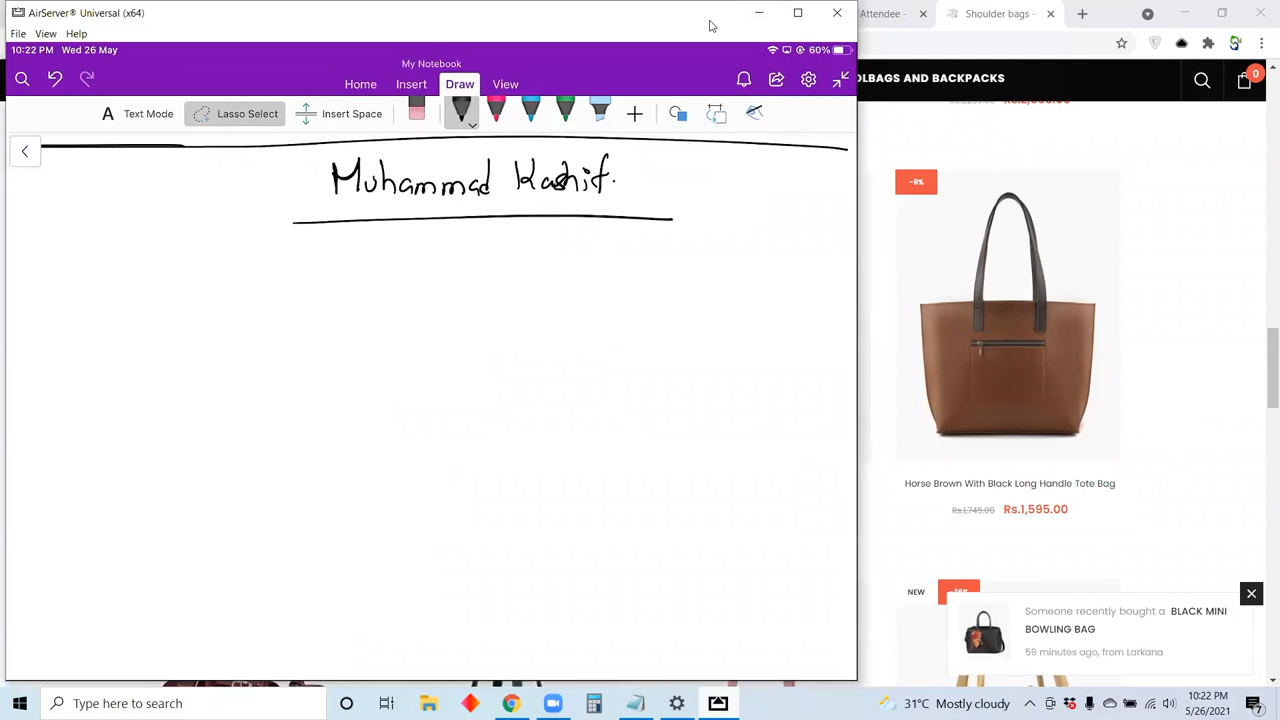 AirServer Universal (x64)
File View Help
10:22 PM Wed 26 May
60%
My Notebook
Home Insert Draw View
A Text Mode Lasso Select Insert Space
Muhammad Kashif.
Attendee -
Shoulder bags -
OLBAGS AND BACKPACKS
0
-9%
Horse Brown With Black Long Handle Tote Bag
Rs.1,745.00 Rs.1,595.00
NEW
Someone recently bought a BLACK MINI
BOWLING BAG
59 minutes ago, from Larkana
Type here to search
31°C Mostly cloudy
10:22 PM
5/26/2021
7